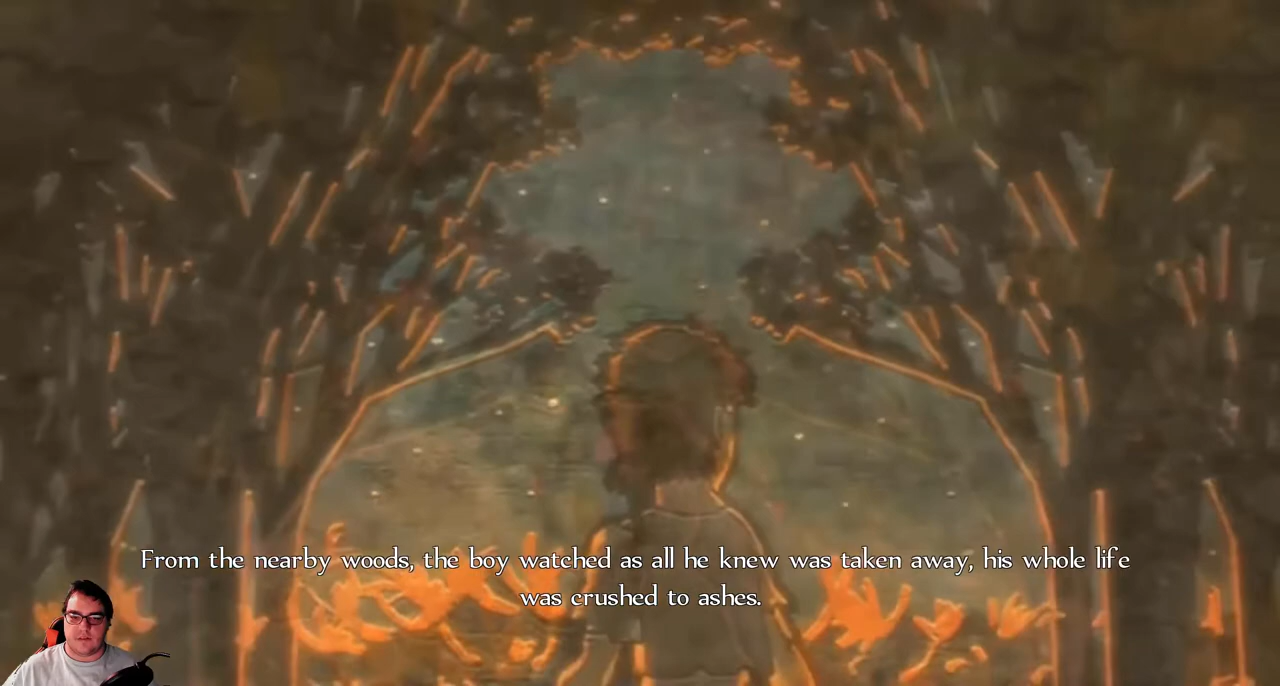 From the nearby woods, the boy watched as all he knew was taken away, his whole life
was crushed to ashes.